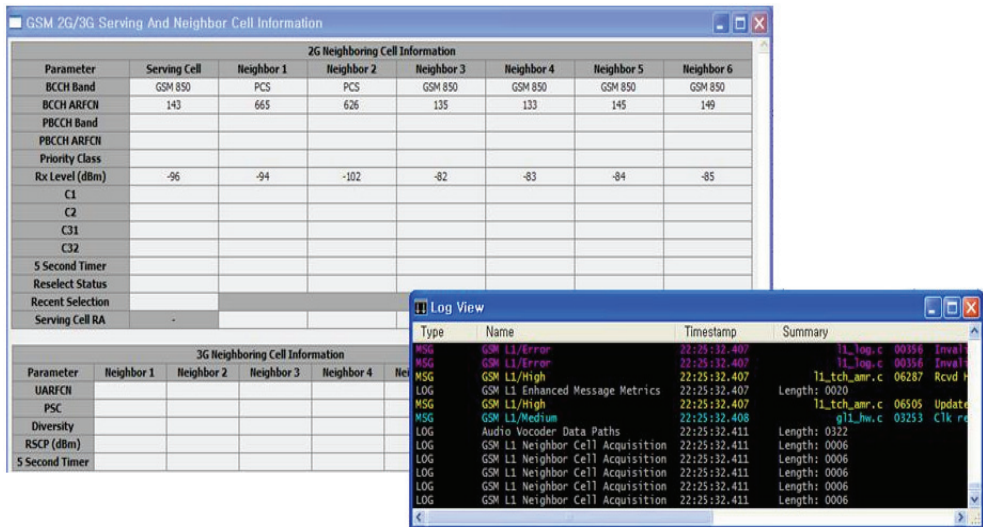 GSM 2G/3G Serving And Neighbor Cell Information
2G Neighboring Cell Information
Parameter Serving Cell Neighbor 1 Neighbor 2 Neighbor 3 Neighbor 4 Neighbor 5 Neighbor 6
BCCH Band GSM 850 PCS PCS GSM 850 GSM 850 GSM 850 GSM 850
BCCH ARFCN 143 665 626 135 133 145 149
PBCCH Band
PBCCH ARFCN
Priority Class
Rx Level (dBm) -96 -94 -102 -82 -83 -84 -85
C1
C2
C31
C32
5 Second Timer
Reselect Status
Recent Selection
Serving Cell RA -
3G Neighboring Cell Information
Parameter Neighbor 1 Neighbor 2 Neighbor 3 Neighbor 4 Nei
UARFCN
PSC
Diversity
RSCP (dBm)
5 Second Timer
Log View
Type Name Timestamp Summary
MSG GSM L1/Error 22:25:32.407 l1_log.c 00356 Invali
MSG GSM L1/Error 22:25:32.407 l1_log.c 00356 Invali
MSG GSM L1/High 22:25:32.407 l1_tch_amr.c 06287 Rcvd H
LOG GSM L1 Enhanced Message Metrics 22:25:32.407 Length: 0020
MSG GSM L1/High 22:25:32.407 l1_tch_amr.c 06505 Update
MSG GSM L1/Medium 22:25:32.408 gl1_hw.c 03253 Clk re
LOG Audio Vocoder Data Paths 22:25:32.411 Length: 0322
LOG GSM L1 Neighbor Cell Acquisition 22:25:32.411 Length: 0006
LOG GSM L1 Neighbor Cell Acquisition 22:25:32.411 Length: 0006
LOG GSM L1 Neighbor Cell Acquisition 22:25:32.411 Length: 0006
LOG GSM L1 Neighbor Cell Acquisition 22:25:32.411 Length: 0006
LOG GSM L1 Neighbor Cell Acquisition 22:25:32.411 Length: 0006